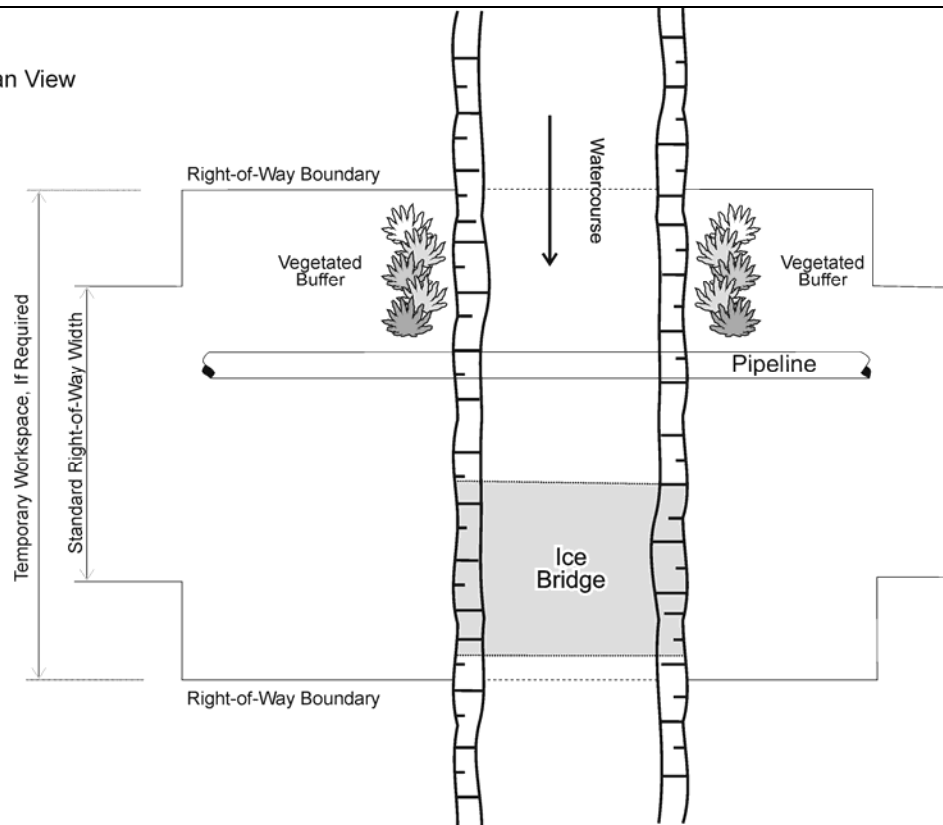 an View
Right-of-Way Boundary
Watercourse
Vegetated
Buffer
Vegetated
Buffer
Pipeline
Temporary Workspace, If Required
Standard Right-of-Way Width
Ice
Bridge
Right-of-Way Boundary